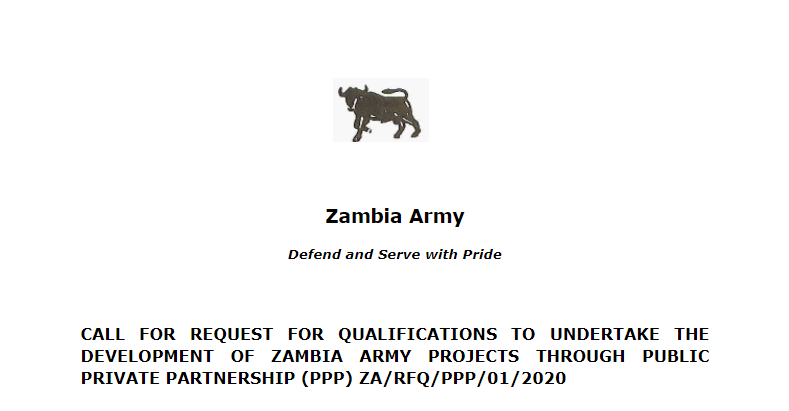 Zambia Army
Defend and Serve with Pride
CALL FOR REQUEST FOR QUALIFICATIONS TO UNDERTAKE THE
DEVELOPMENT OF ZAMBIA ARMY PROJECTS THROUGH PUBLIC
PRIVATE PARTNERSHIP (PPP) ZA/RFQ/PPP/01/2020